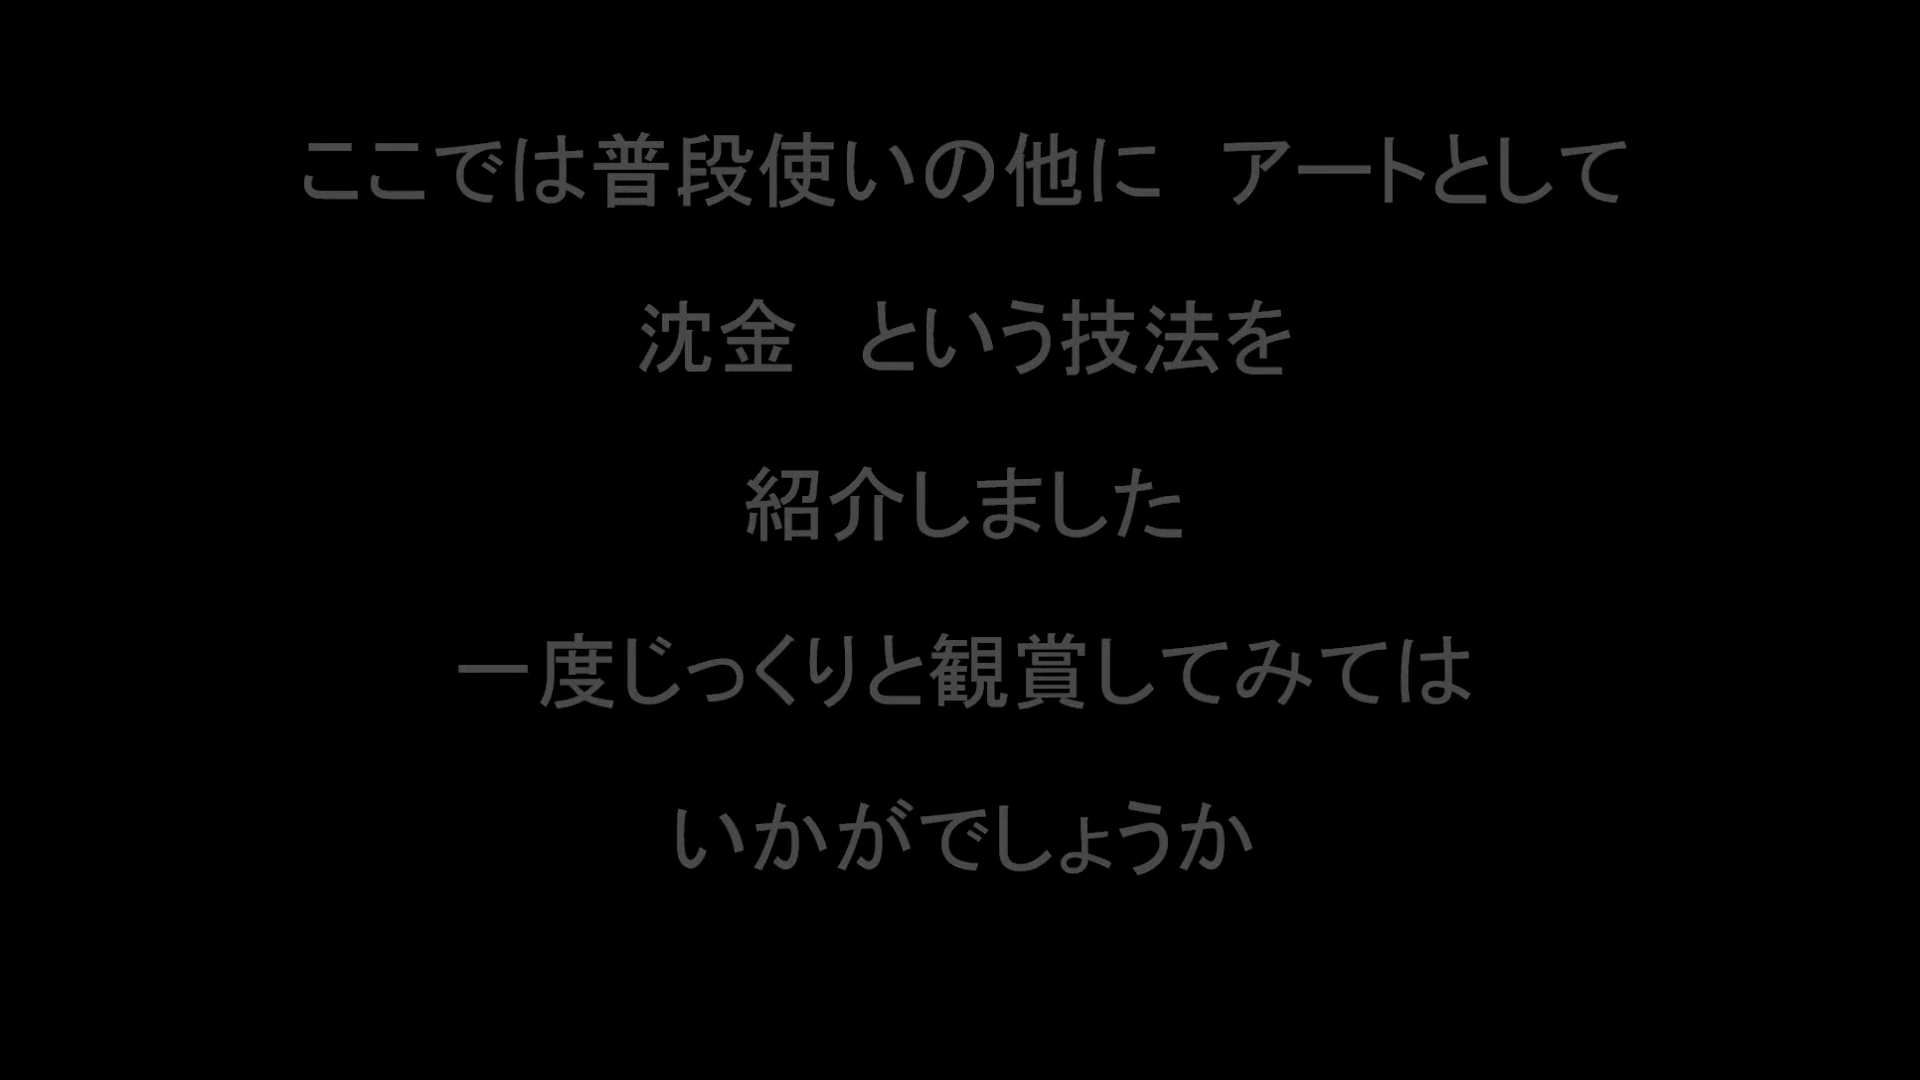 ここでは普段使いの他に　アートとして
沈金　という技法を
紹介しました
一度じっくりと観賞してみては
いかがでしょうか